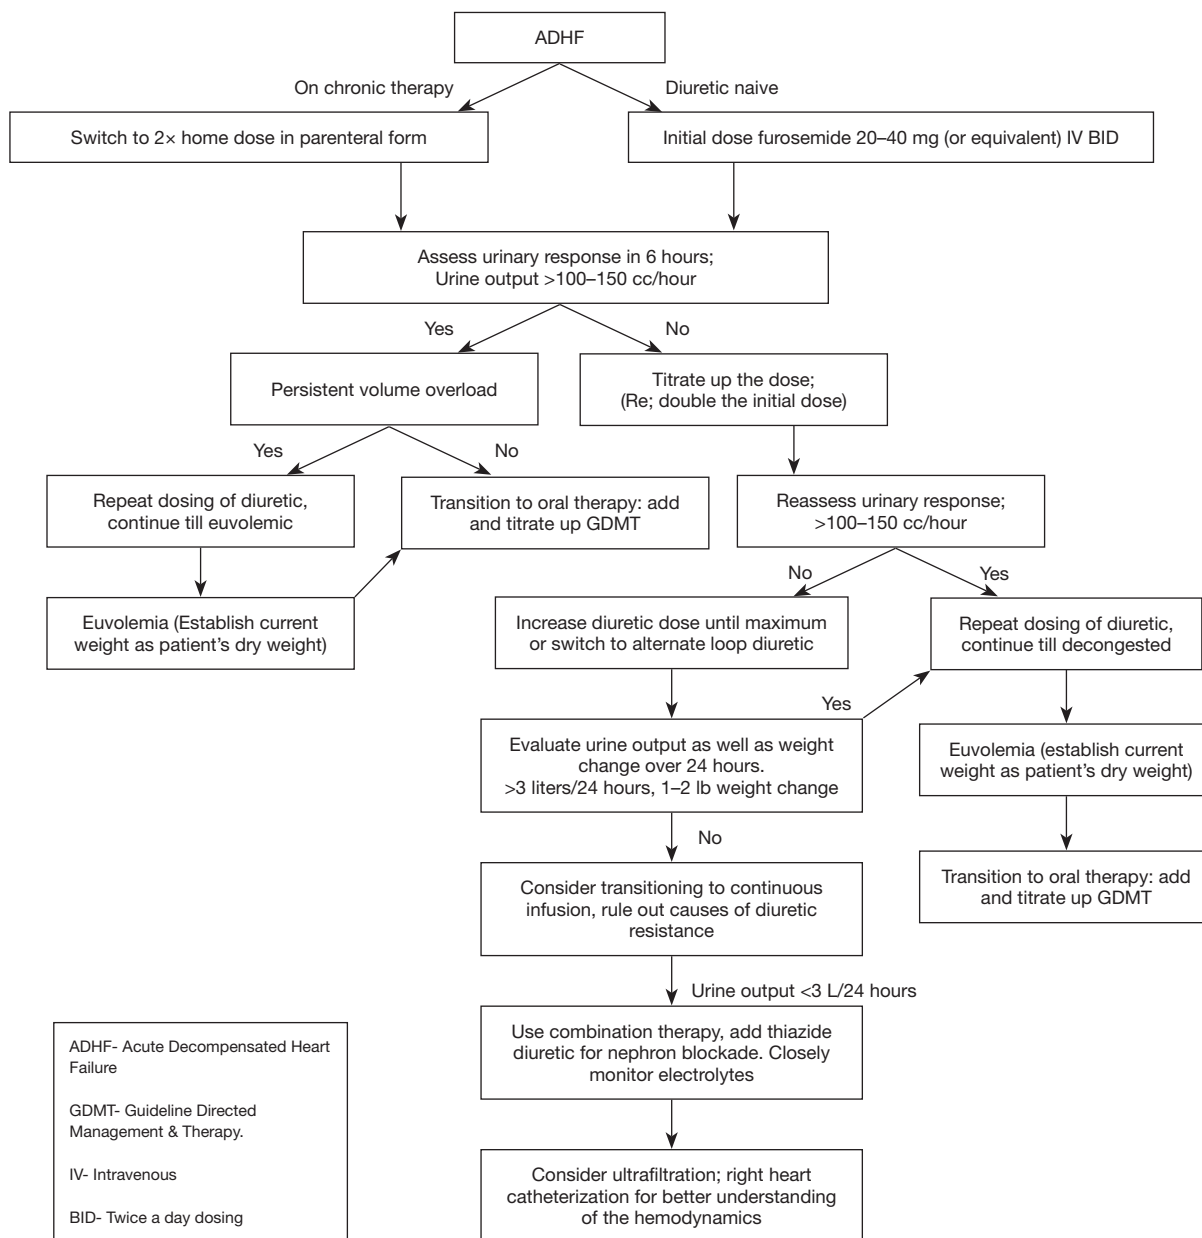 ADHF
On chronic therapy
Diuretic naive
Switch to 2× home dose in parenteral form
Initial dose furosemide 20–40 mg (or equivalent) IV BID
Assess urinary response in 6 hours;
Urine output >100–150 cc/hour
Yes
No
Persistent volume overload
Titrate up the dose;
(Re; double the initial dose)
Yes
No
Repeat dosing of diuretic,
continue till euvolemic
Transition to oral therapy: add
and titrate up GDMT
Reassess urinary response;
>100–150 cc/hour
No
Yes
Euvolemia (Establish current
weight as patient's dry weight)
Increase diuretic dose until maximum
or switch to alternate loop diuretic
Repeat dosing of diuretic,
continue till decongested
Yes
Evaluate urine output as well as weight
change over 24 hours.
>3 liters/24 hours, 1–2 lb weight change
Euvolemia (establish current
weight as patient's dry weight)
No
Consider transitioning to continuous
infusion, rule out causes of diuretic
resistance
Transition to oral therapy: add
and titrate up GDMT
Urine output <3 L/24 hours
Use combination therapy, add thiazide
diuretic for nephron blockade. Closely
monitor electrolytes
Consider ultrafiltration; right heart
catheterization for better understanding
of the hemodynamics
ADHF- Acute Decompensated Heart
Failure
GDMT- Guideline Directed
Management & Therapy.
IV- Intravenous
BID- Twice a day dosing